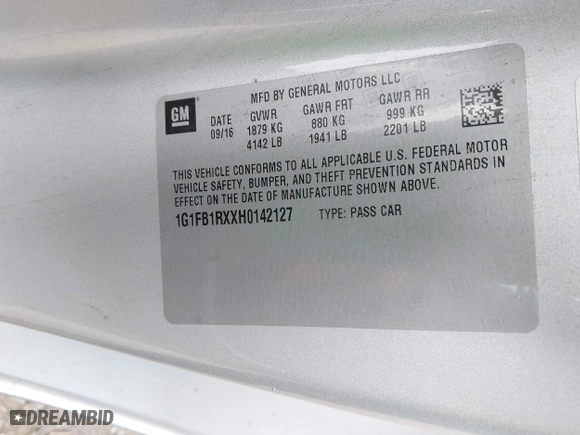 GM
MFD BY GENERAL MOTORS LLC
DATE GVWR GAWR FRT GAWR RR
09/16 1879 KG 880 KG 999 KG
4142 LB 1941 LB 2201 LB
THIS VEHICLE CONFORMS TO ALL APPLICABLE U.S. FEDERAL MOTOR
VEHICLE SAFETY, BUMPER, AND THEFT PREVENTION STANDARDS IN
EFFECT ON THE DATE OF MANUFACTURE SHOWN ABOVE.
1G1FB1RXXH0142127 TYPE: PASS CAR
DREAMBID